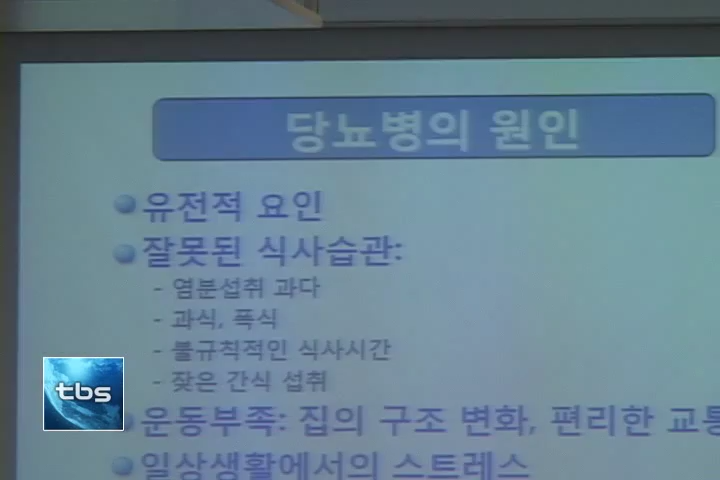 당뇨병의 원인
유전적 요인
잘못된 식사습관:
- 염분섭취 과다
- 과식, 폭식
- 불규칙적인 식사시간
- 잦은 간식 섭취
tbs
운동부족: 집의 구조 변화, 편리한 교통
일상생활에서의 스트레스